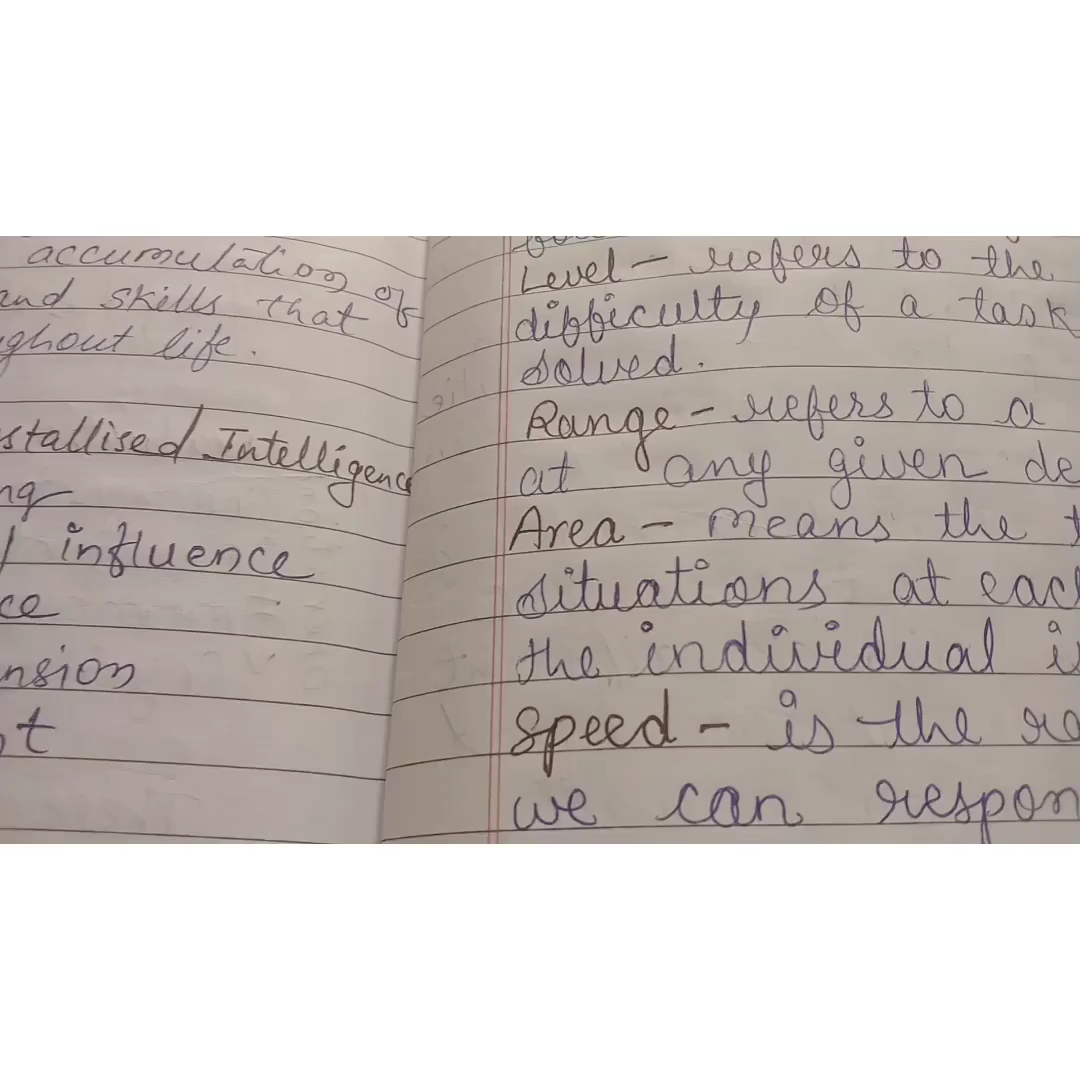 accumulation of
and skills that
ghout life.
stallised Intelligence
ng
influence
ce
nsion
t
Level - refers to the
difficulty of a task
solved.
Range - refers to a
at any given de
Area - means the t
situations at each
the individual i
Speed - is the ra
we can respon